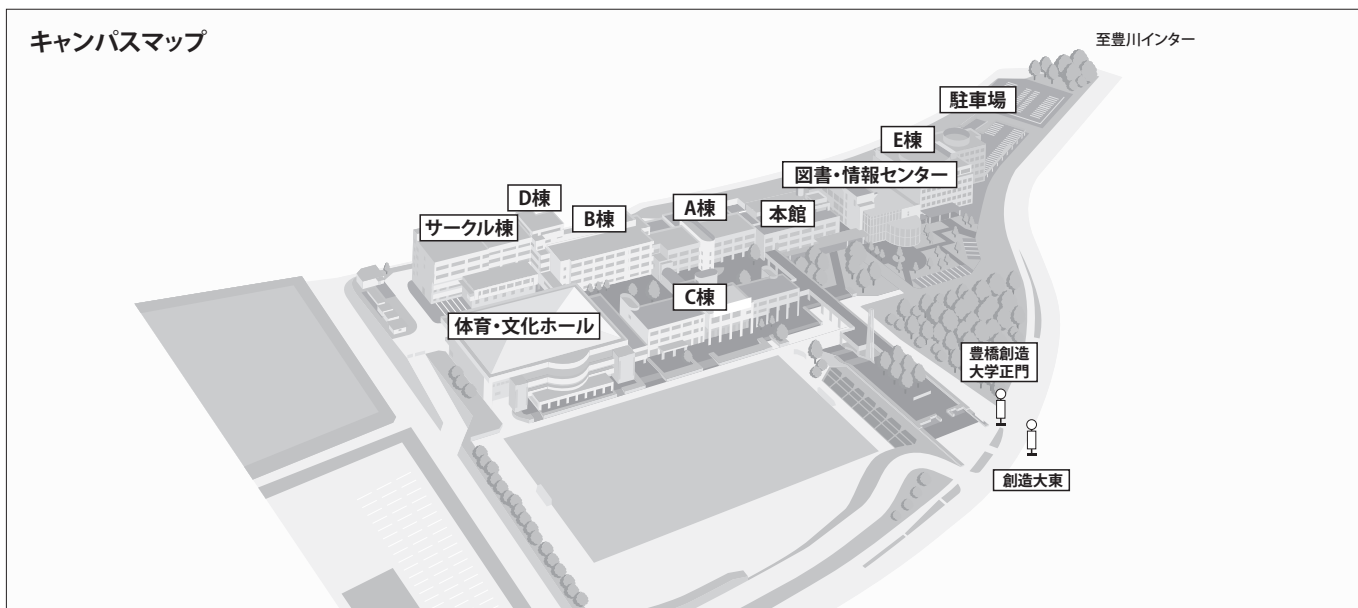 キャンパスマップ
至豊川インター
駐車場
E棟
図書・情報センター
D棟
サークル棟
B棟
A棟
本館
C棟
体育・文化ホール
豊橋創造
大学正門
創造大東